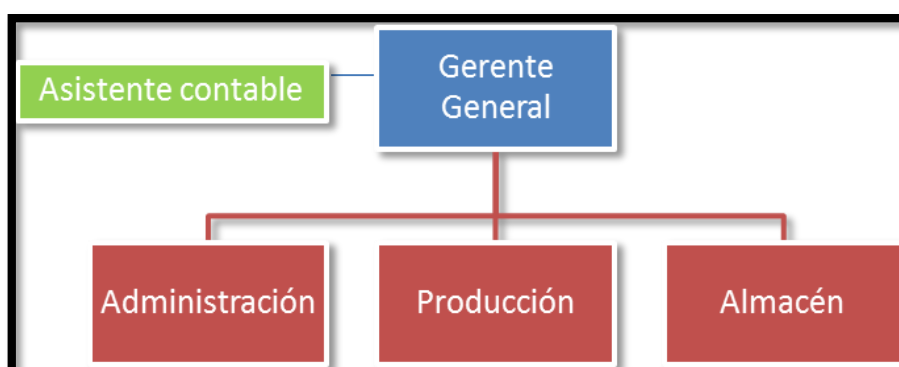 Gerente
General
Asistente contable
Administración
Producción
Almacén